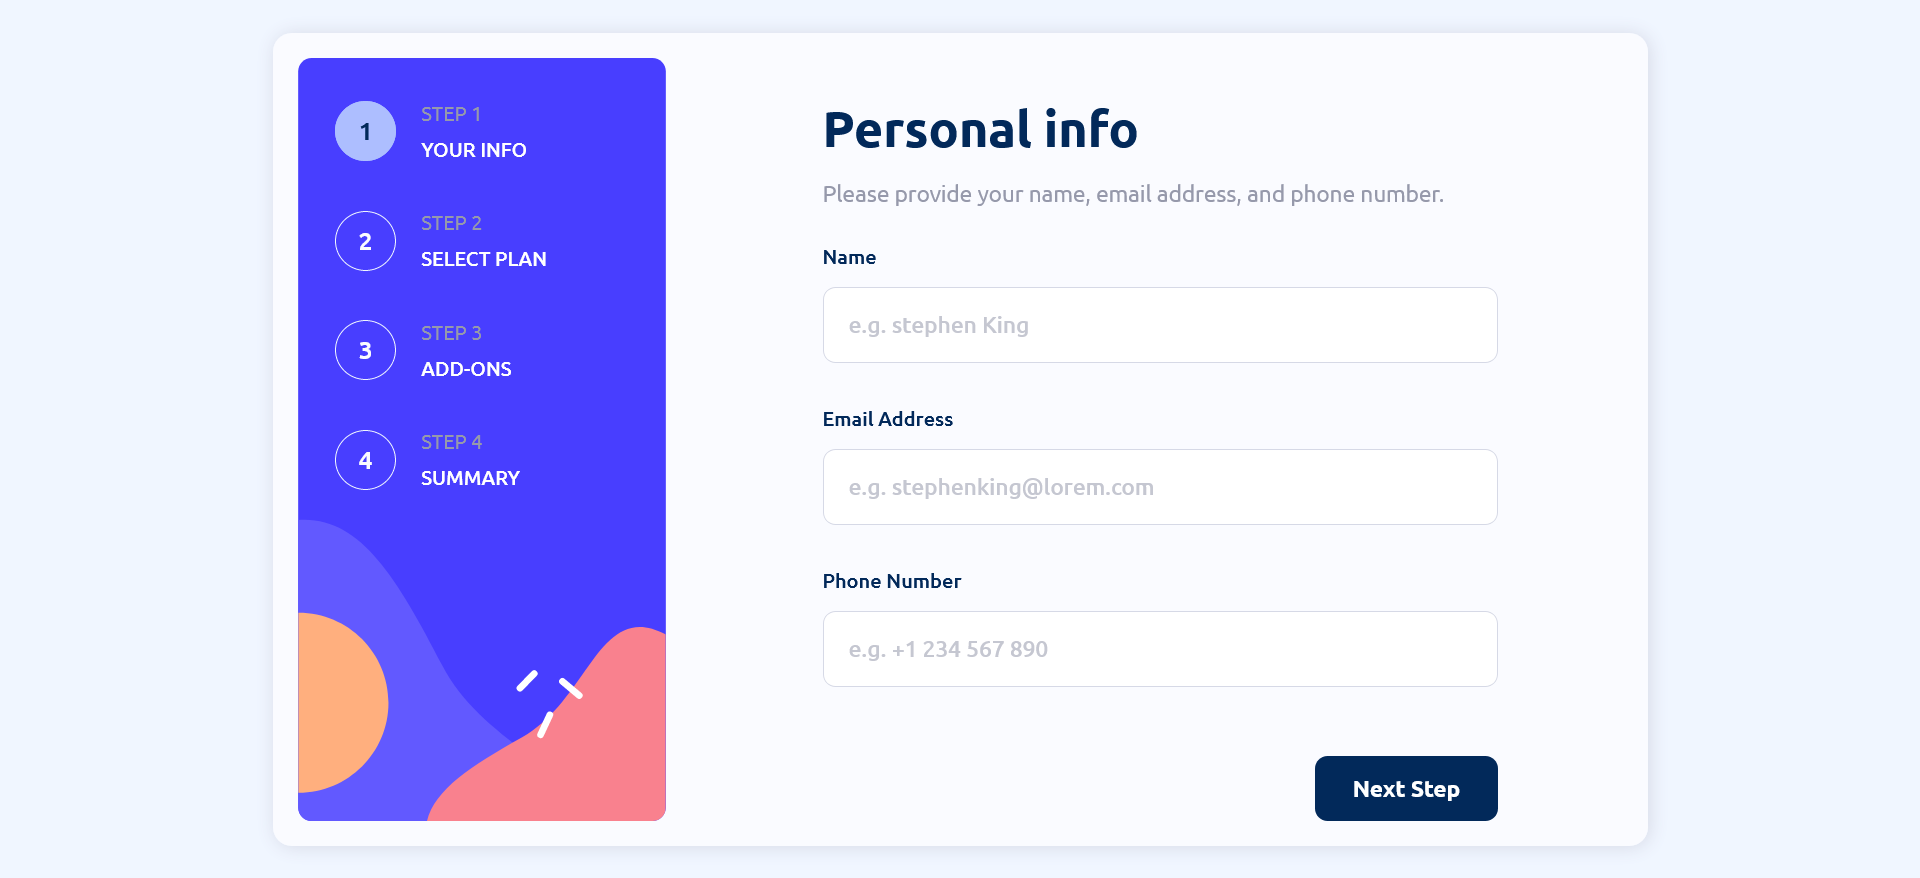 1
STEP 1
YOUR INFO
2
STEP 2
SELECT PLAN
3
STEP 3
ADD-ONS
4
STEP 4
SUMMARY
Personal info
Please provide your name, email address, and phone number.
Name
e.g. stephen King
Email Address
e.g. stephenking@lorem.com
Phone Number
e.g. +1 234 567 890
Next Step